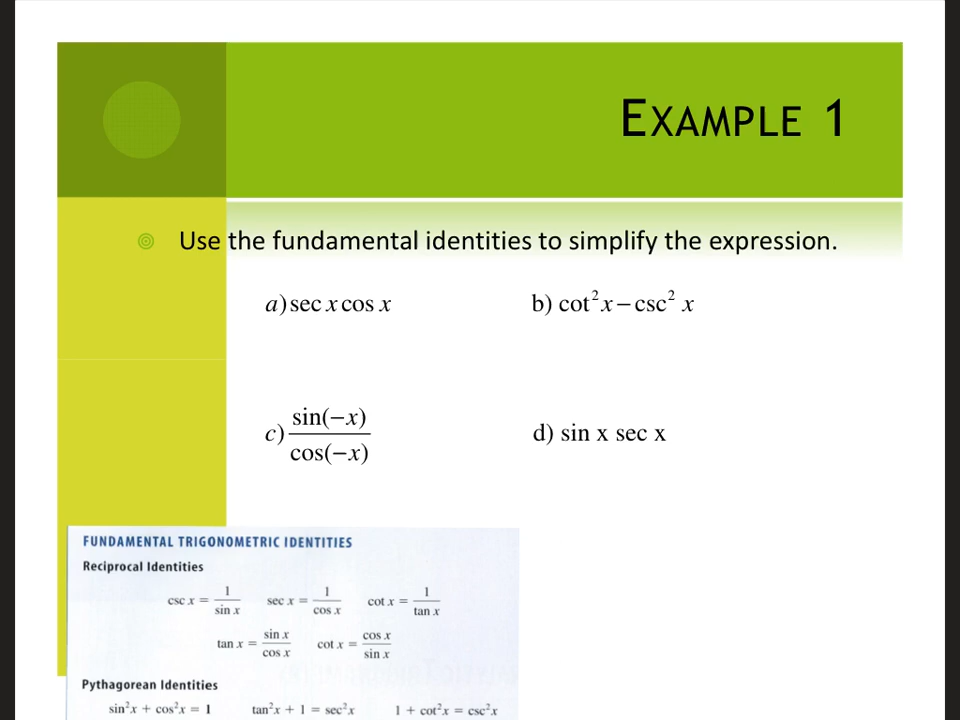 EXAMPLE 1
Use the fundamental identities to simplify the expression.
a) sec x cos x
b) cot² x − csc² x
c) sin(−x) / cos(−x)
d) sin x sec x
FUNDAMENTAL TRIGONOMETRIC IDENTITIES
Reciprocal Identities
csc x = 1 / sin x    sec x = 1 / cos x    cot x = 1 / tan x
tan x = sin x / cos x    cot x = cos x / sin x
Pythagorean Identities
sin²x + cos²x = 1    tan²x + 1 = sec²x    1 + cot²x = csc²x